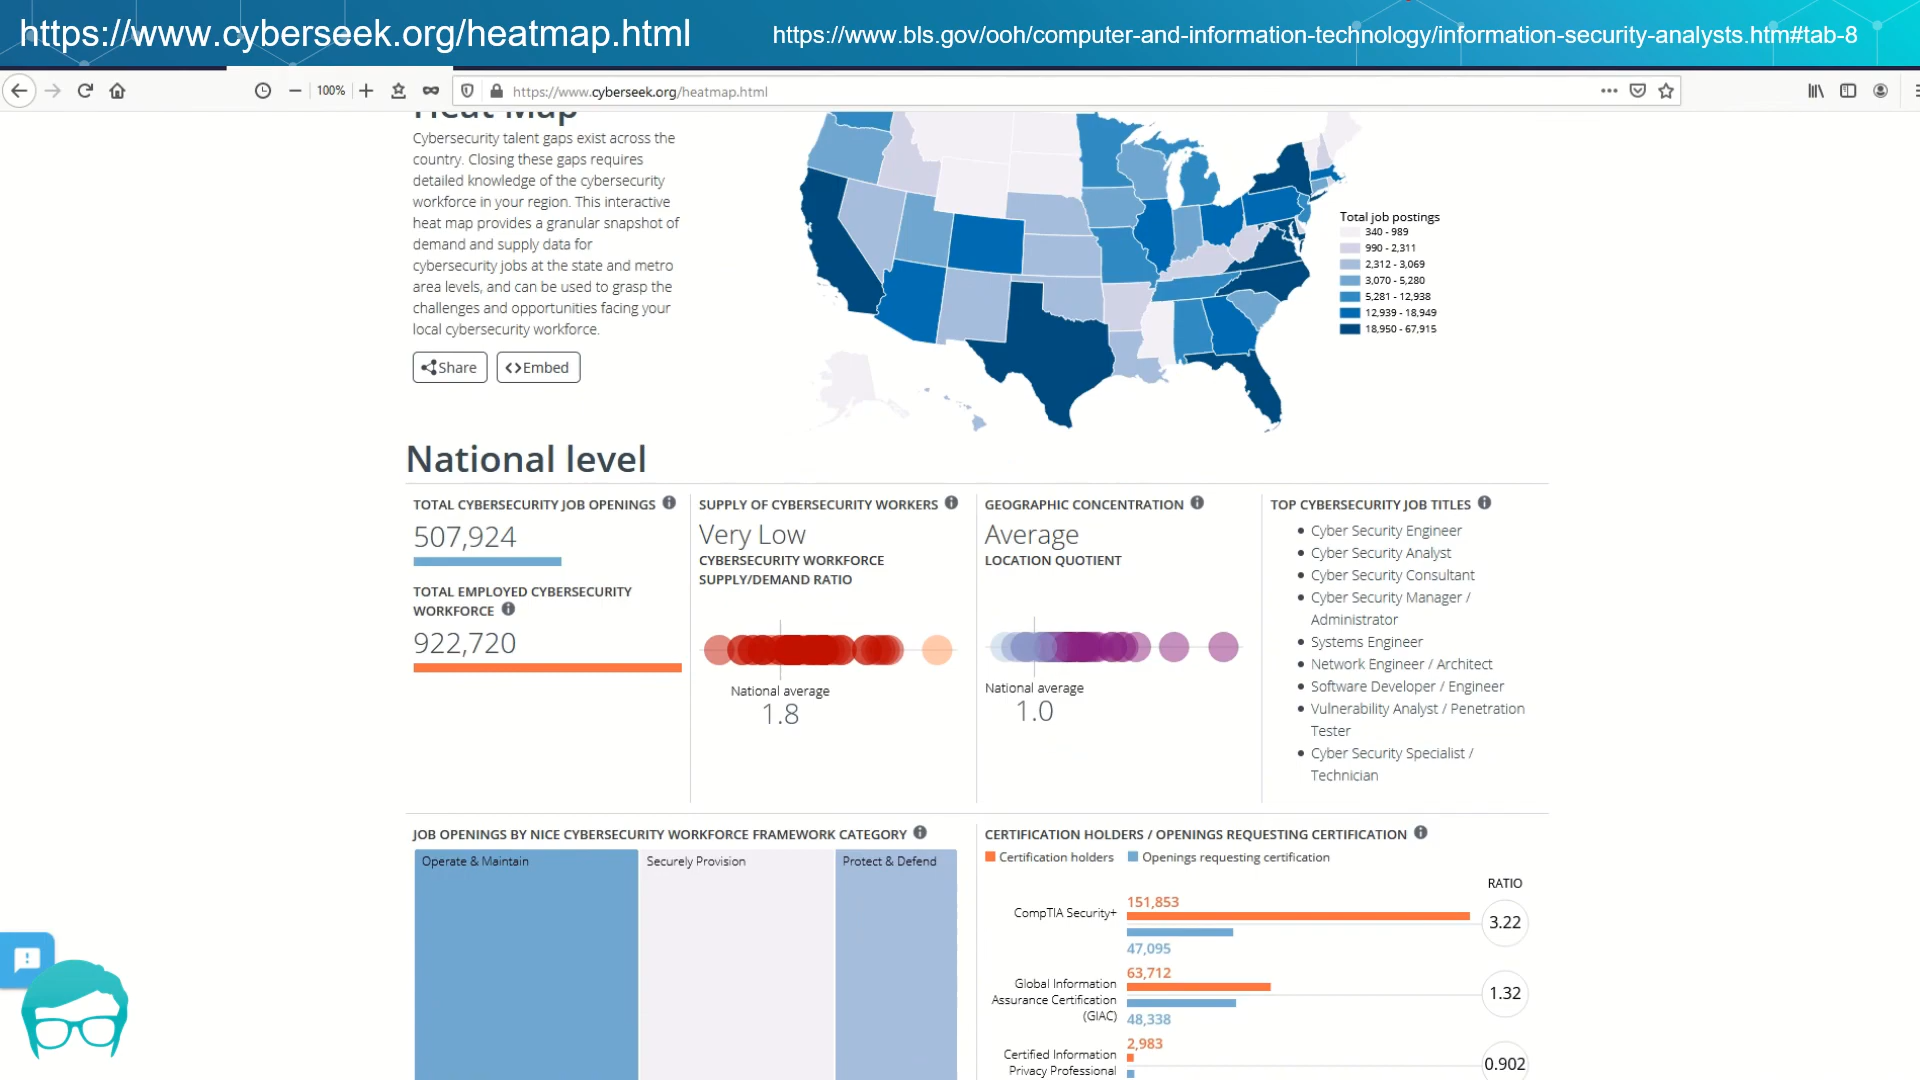 https://www.cyberseek.org/heatmap.html
https://www.bls.gov/ooh/computer-and-information-technology/information-security-analysts.htm#tab-8
100%
https://www.cyberseek.org/heatmap.html
Heat Map
Cybersecurity talent gaps exist across the
country. Closing these gaps requires
detailed knowledge of the cybersecurity
workforce in your region. This interactive
heat map provides a granular snapshot of
demand and supply data for
cybersecurity jobs at the state and metro
area levels, and can be used to grasp the
challenges and opportunities facing your
local cybersecurity workforce.
Share
Embed
Total job postings
340 - 989
990 - 2,311
2,312 - 3,069
3,070 - 5,280
5,281 - 12,938
12,939 - 18,949
18,950 - 67,915
National level
TOTAL CYBERSECURITY JOB OPENINGS
507,924
TOTAL EMPLOYED CYBERSECURITY
WORKFORCE
922,720
SUPPLY OF CYBERSECURITY WORKERS
Very Low
CYBERSECURITY WORKFORCE
SUPPLY/DEMAND RATIO
National average
1.8
GEOGRAPHIC CONCENTRATION
Average
LOCATION QUOTIENT
National average
1.0
TOP CYBERSECURITY JOB TITLES
• Cyber Security Engineer
• Cyber Security Analyst
• Cyber Security Consultant
• Cyber Security Manager /
Administrator
• Systems Engineer
• Network Engineer / Architect
• Software Developer / Engineer
• Vulnerability Analyst / Penetration
Tester
• Cyber Security Specialist /
Technician
JOB OPENINGS BY NICE CYBERSECURITY WORKFORCE FRAMEWORK CATEGORY
Operate & Maintain
Securely Provision
Protect & Defend
CERTIFICATION HOLDERS / OPENINGS REQUESTING CERTIFICATION
Certification holders
Openings requesting certification
RATIO
CompTIA Security+
151,853
47,095
3.22
Global Information
Assurance Certification
(GIAC)
63,712
48,338
1.32
Certified Information
Privacy Professional
2,983
0.902